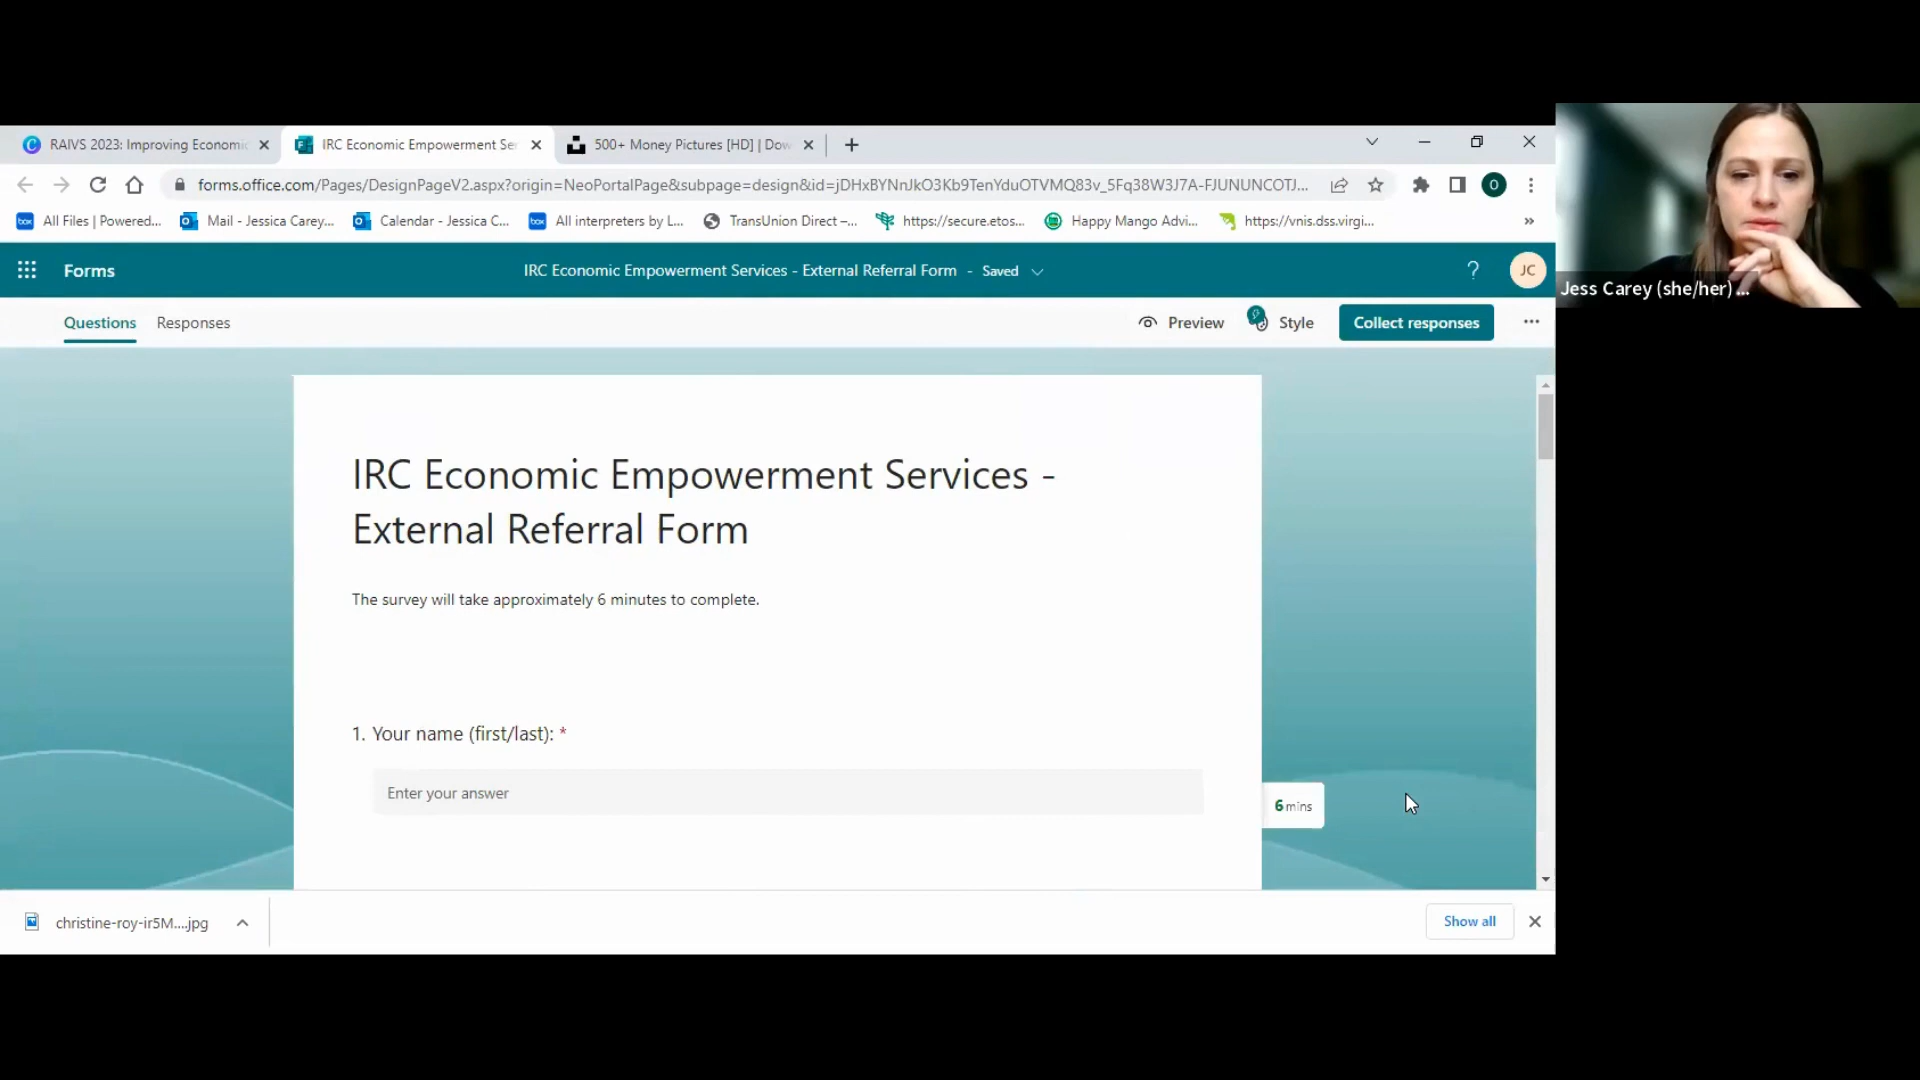 RAIVS 2023: Improving Economic
IRC Economic Empowerment Ser
500+ Money Pictures [HD] | Dow
forms.office.com/Pages/DesignPageV2.aspx?origin=NeoPortalPage&subpage=design&id=jDHxBYNnJkO3Kb9TenYduOTVMQ83v_5Fq38W3J7A-FJUNUNCOTJ...
O
box All Files | Powered...
Mail - Jessica Carey...
Calendar - Jessica C...
box All interpreters by L...
TransUnion Direct –...
https://secure.etos...
Happy Mango Advi...
https://vnis.dss.virgi...
»
Jess Carey (she/her) ...
Forms
IRC Economic Empowerment Services - External Referral Form - Saved
?
JC
Questions
Responses
Preview
Style
Collect responses
...
IRC Economic Empowerment Services -
External Referral Form
The survey will take approximately 6 minutes to complete.
1. Your name (first/last): *
Enter your answer
6 mins
christine-roy-ir5M....jpg
Show all